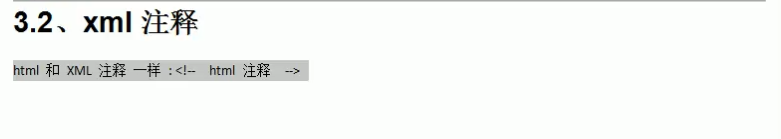 3.2、xml 注释
html 和 XML 注释 一样 :<!-- html 注释 -->